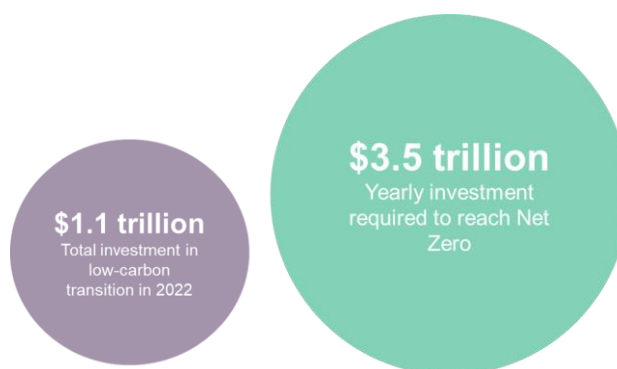 $1.1 trillion
Total investment in
low-carbon
transition in 2022
$3.5 trillion
Yearly investment
required to reach Net
Zero